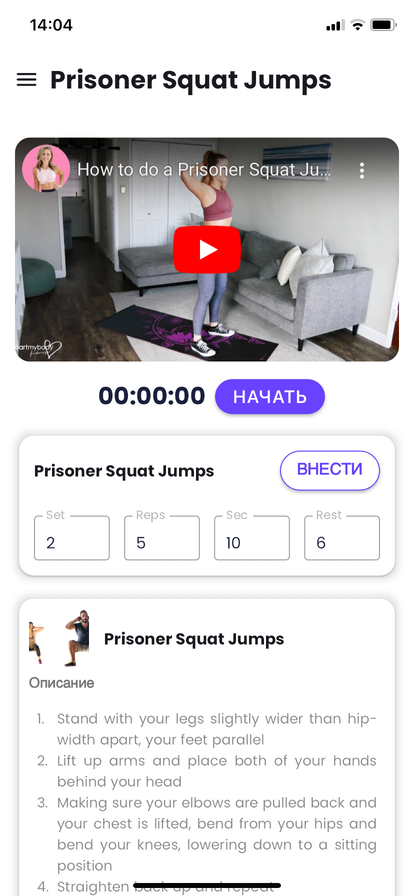 14:04
Prisoner Squat Jumps
How to do a Prisoner Squat Ju...
00:00:00 НАЧАТЬ
Prisoner Squat Jumps
ВНЕСТИ
Set Reps Sec Rest
2 5 10 6
Prisoner Squat Jumps
Описание
1. Stand with your legs slightly wider than hip-
width apart, your feet parallel
2. Lift up arms and place both of your hands
behind your head
3. Making sure your elbows are pulled back and
your chest is lifted, bend from your hips and
bend your knees, lowering down to a sitting
position
4. Straighten back up and repeat